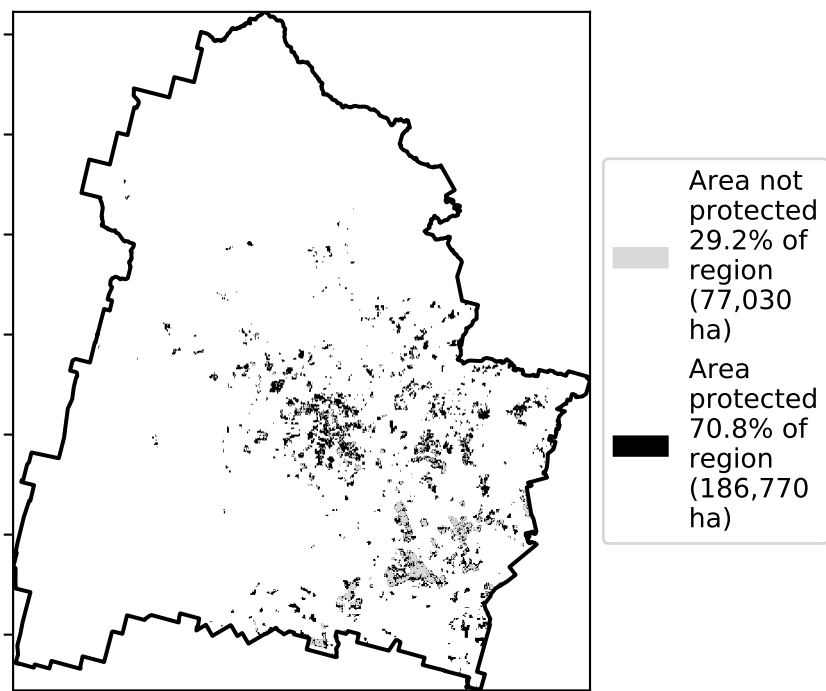 Area not
protected
29.2% of
region
(77,030
ha)
Area
protected
70.8% of
region
(186,770
ha)